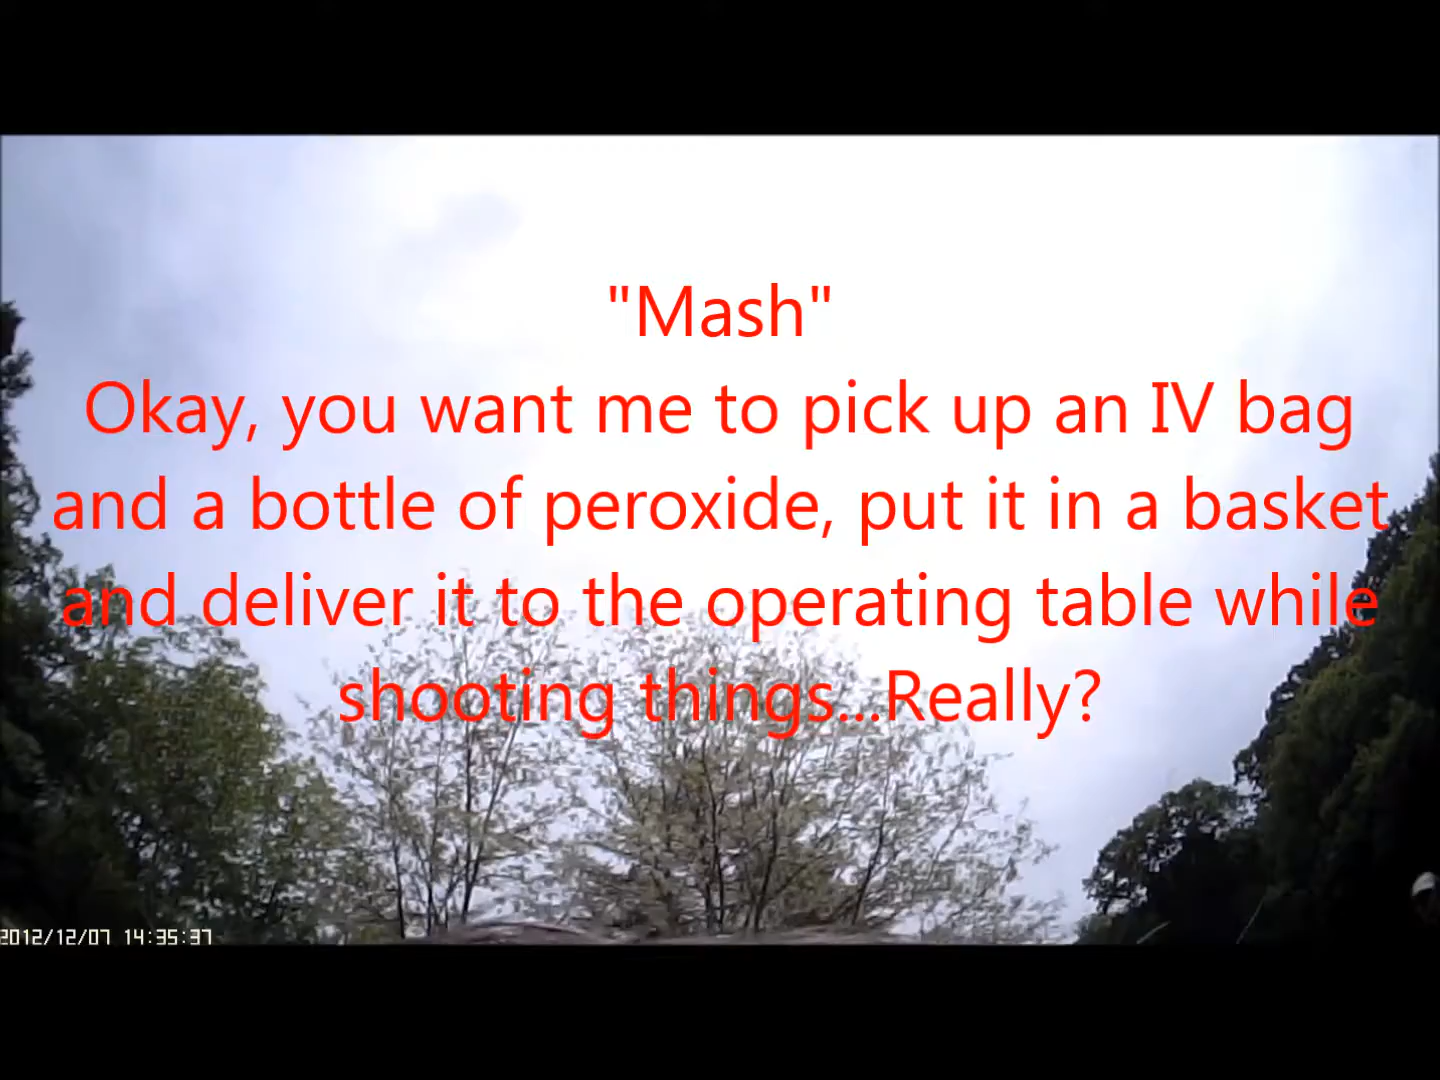 "Mash"
Okay, you want me to pick up an IV bag
and a bottle of peroxide, put it in a basket
and deliver it to the operating table while
shooting things...Really?
2012/12/07 14:35:37